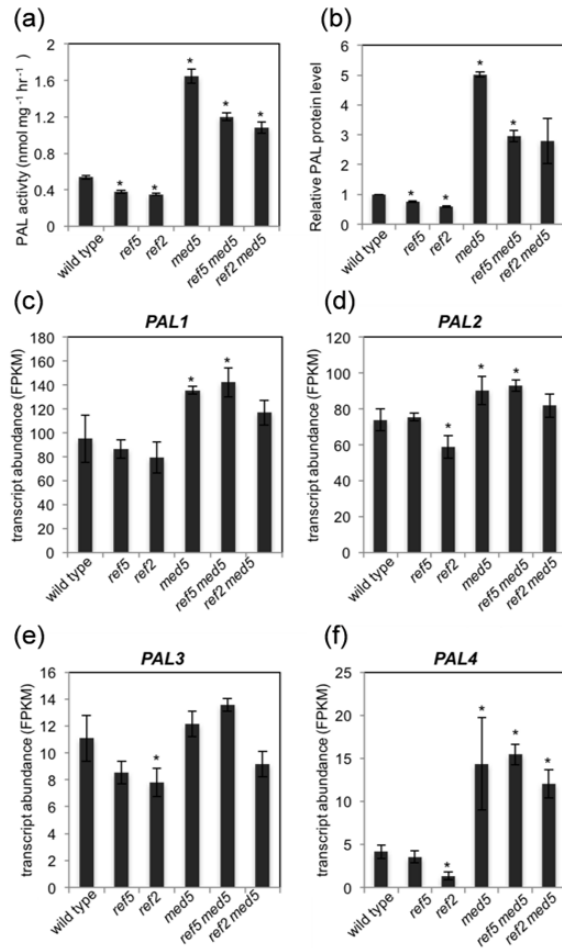 (a)
PAL activty (nmol mg -1 hr-1 )
1.6
1.2
0.8
0.4
0
*
*
*
*
*
wild type
ref5
ref2
med5
ref5 med5
ref2 med5
(b)
Relative PAL protein level
6
5
4
3
2
1
0
*
*
*
*
wild type
ref5
ref2
med5
ref5 med5
ref2 med5
(c)
PAL1
transcript abundance (FPKM)
180
160
140
120
100
80
60
40
20
0
*
*
wild type
ref5
ref2
med5
ref5 med5
ref2 med5
(d)
PAL2
transcript abundance (FPKM)
120
100
80
60
40
20
0
*
*
*
wild type
ref5
ref2
med5
ref5 med5
ref2 med5
(e)
PAL3
transcript abundance (FPKM)
16
14
12
10
8
6
4
2
0
*
wild type
ref5
ref2
med5
ref5 med5
ref2 med5
(f)
PAL4
transcript abundance (FPKM)
25
20
15
10
5
0
*
*
*
*
wild type
ref5
ref2
med5
ref5 med5
ref2 med5